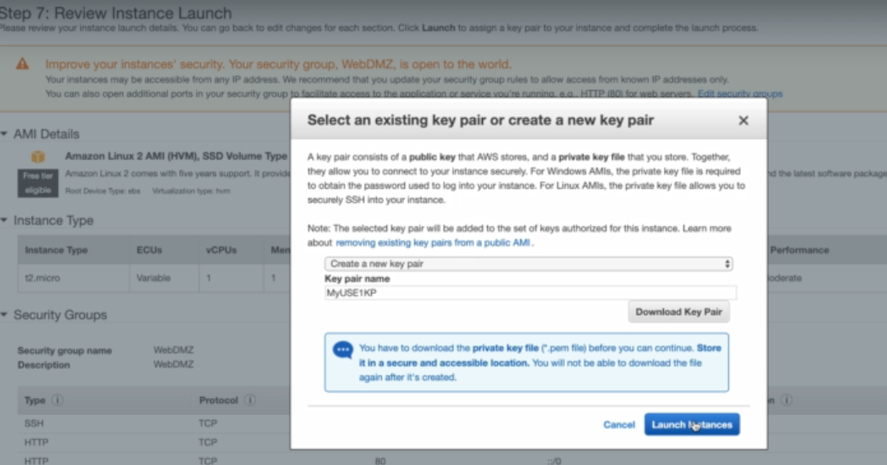 Step 7: Review Instance Launch
Please review your instance launch details. You can go back to edit changes for each section. Click Launch to assign a key pair to your instance and complete the launch process.
Improve your instances' security. Your security group, WebDMZ, is open to the world.
Your instances may be accessible from any IP address. We recommend that you update your security group rules to allow access from known IP addresses only.
You can also open additional ports in your security group to facilitate access to the application or service you're running, e.g., HTTP (80) for web servers. Edit security groups
Select an existing key pair or create a new key pair
A key pair consists of a public key that AWS stores, and a private key file that you store. Together,
they allow you to connect to your instance securely. For Windows AMIs, the private key file is required
to obtain the password used to log into your instance. For Linux AMIs, the private key file allows you to
securely SSH into your instance.
Note: The selected key pair will be added to the set of keys authorized for this instance. Learn more
about removing existing key pairs from a public AMI.
Create a new key pair
Key pair name
MyUSE1KP
Download Key Pair
You have to download the private key file (*.pem file) before you can continue. Store
it in a secure and accessible location. You will not be able to download the file
again after it's created.
Cancel Launch Instances
AMI Details
Amazon Linux 2 AMI (HVM), SSD Volume Type
Free tier
eligible
Amazon Linux 2 comes with five years support. It provide
nd the latest software package
Root Device Type: ebs Virtualization type: hvm
Instance Type
Instance Type ECUs vCPUs Mem Performance
t2.micro Variable 1 1 oderate
Security Groups
Security group name WebDMZ
Description WebDMZ
Type Protocol n
SSH TCP
HTTP TCP
HTTP TCP 80 ::/0